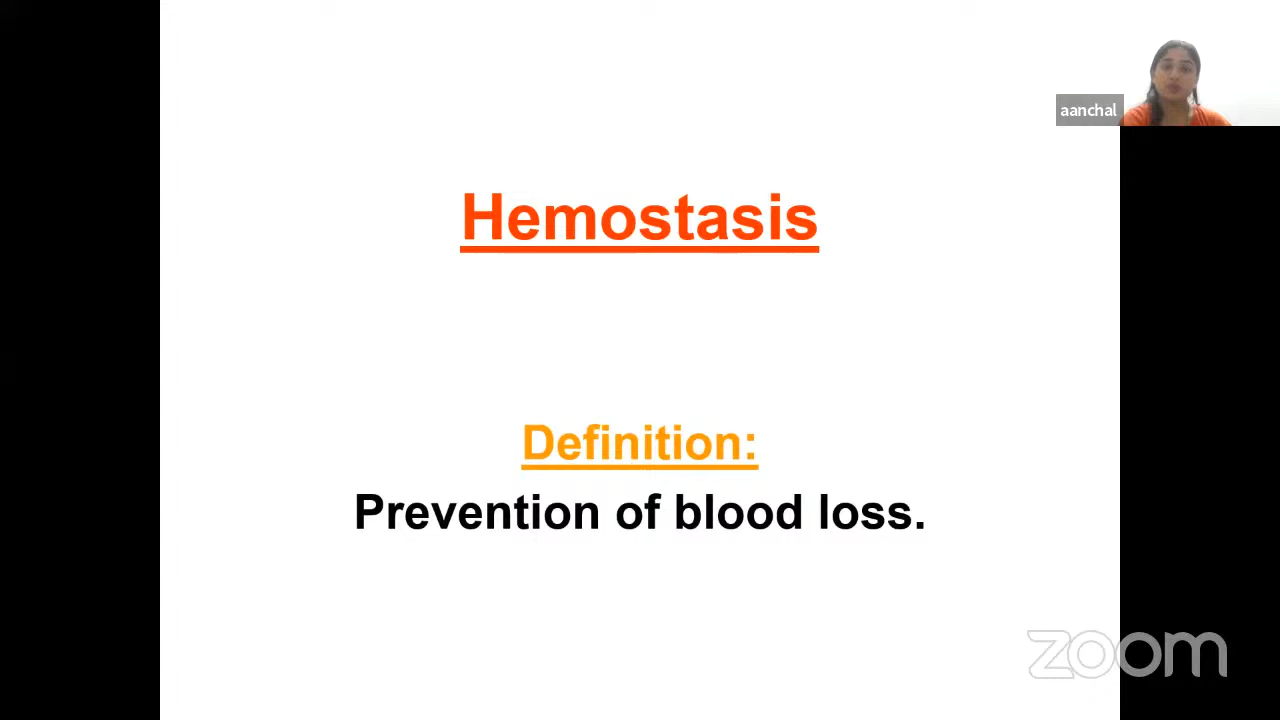 aanchal
Hemostasis
Definition:
Prevention of blood loss.
zoom